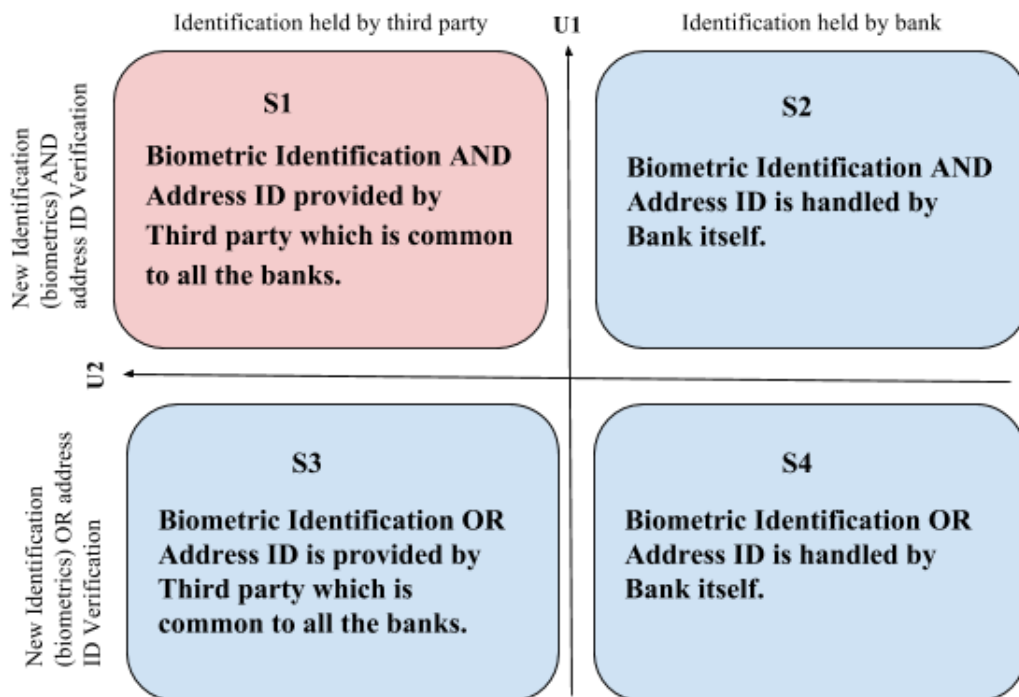 Identification held by third party
U1
Identification held by bank
New Identification
(biometrics) AND
address ID Verification
S1
Biometric Identification AND
Address ID provided by
Third party which is common
to all the banks.
S2
Biometric Identification AND
Address ID is handled by
Bank itself.
U2
New Identification
(biometrics) OR address
ID Verification
S3
Biometric Identification OR
Address ID is provided by
Third party which is
common to all the banks.
S4
Biometric Identification OR
Address ID is handled by
Bank itself.